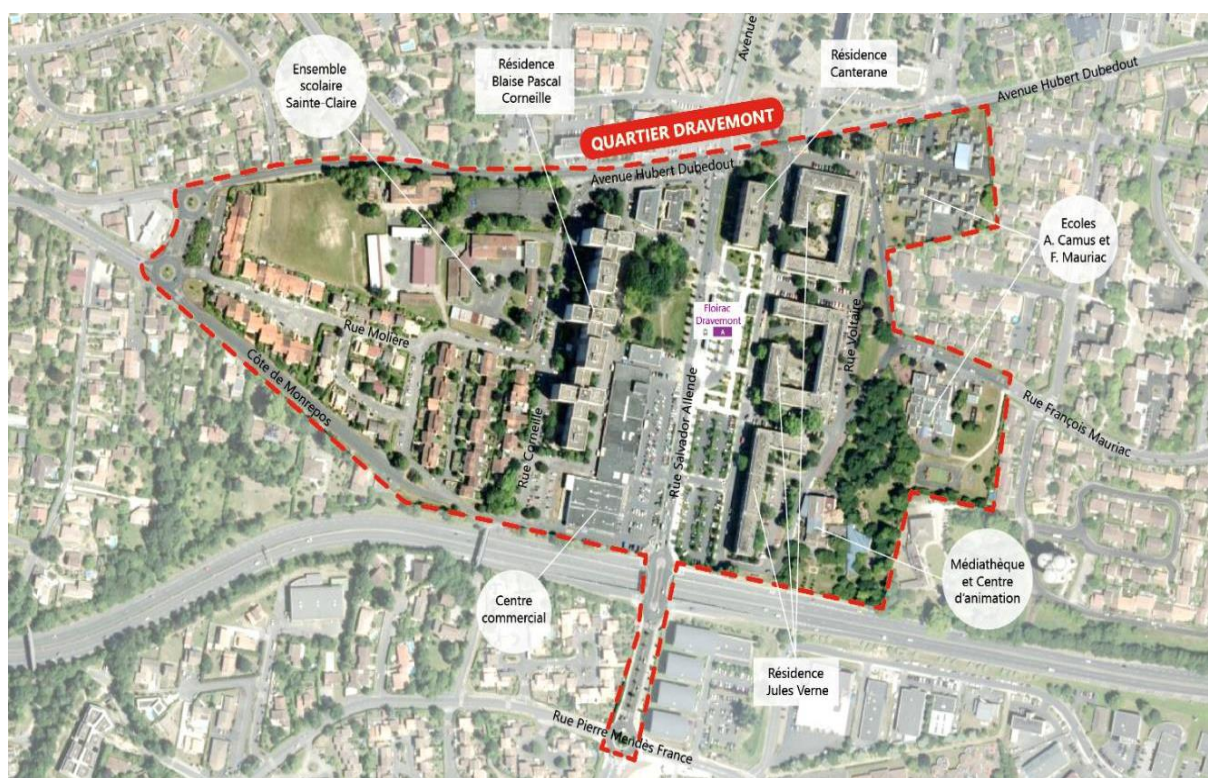 Avenue
Résidence
Canterane
Résidence
Blaise Pascal
Corneille
Ensemble
scolaire
Sainte-Claire
Avenue Hubert Dubedout
QUARTIER DRAVEMONT
Avenue Hubert Dubedout
Ecoles
A. Camus et
F. Mauriac
Floirac
Dravemont
A
Rue Molière
Rue Voltaire
Côte de Monrepos
Rue Salvador Allende
Rue Corneille
Rue François Mauriac
Centre
commercial
Médiathèque
et Centre
d'animation
Résidence
Jules Verne
Rue Pierre Mendès France